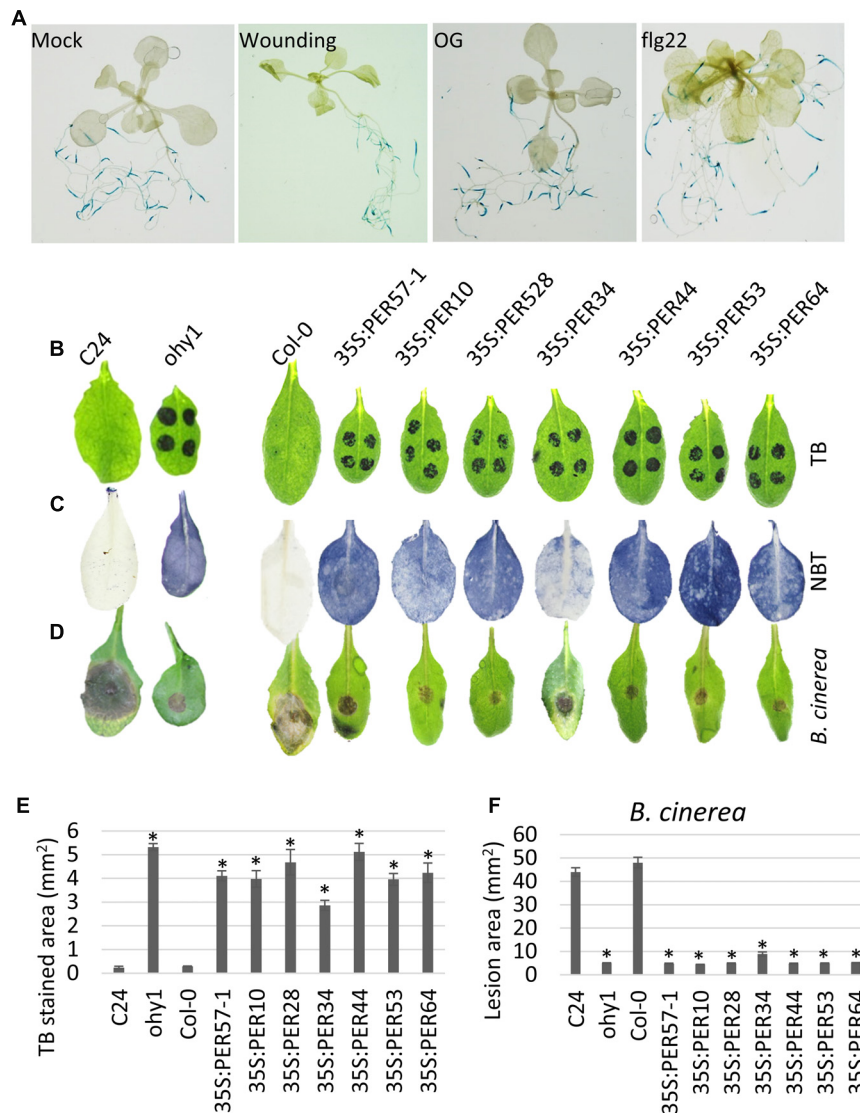 A
Mock
Wounding
OG
flg22
B
C24
ohy1
Col-0
35S:PER57-1
35S:PER10
35S:PER528
35S:PER34
35S:PER44
35S:PER53
35S:PER64
TB
C
NBT
D
B. cinerea
E
TB stained area (mm²)
6
5
4
3
2
1
0
*
*
*
*
*
*
*
*
C24
ohy1
Col-0
35S:PER57-1
35S:PER10
35S:PER28
35S:PER34
35S:PER44
35S:PER53
35S:PER64
F
B. cinerea
Lesion area (mm²)
60
50
40
30
20
10
0
*
*
*
*
*
*
*
*
C24
ohy1
Col-0
35S:PER57-1
35S:PER10
35S:PER28
35S:PER34
35S:PER44
35S:PER53
35S:PER64